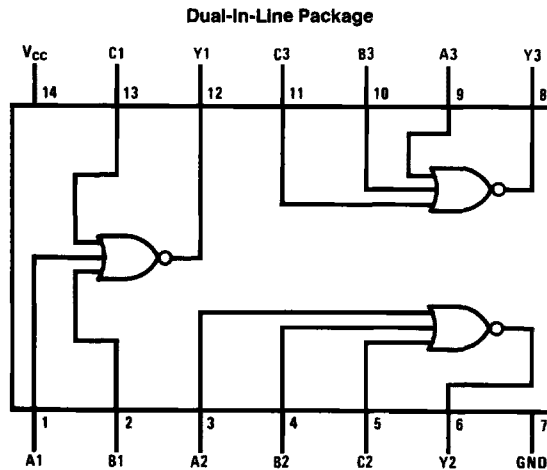 Dual-In-Line Package
VCC C1 Y1 C3 B3 A3 Y3
14 13 12 11 10 9 8
1 2 3 4 5 6 7
A1 B1 A2 B2 C2 Y2 GND